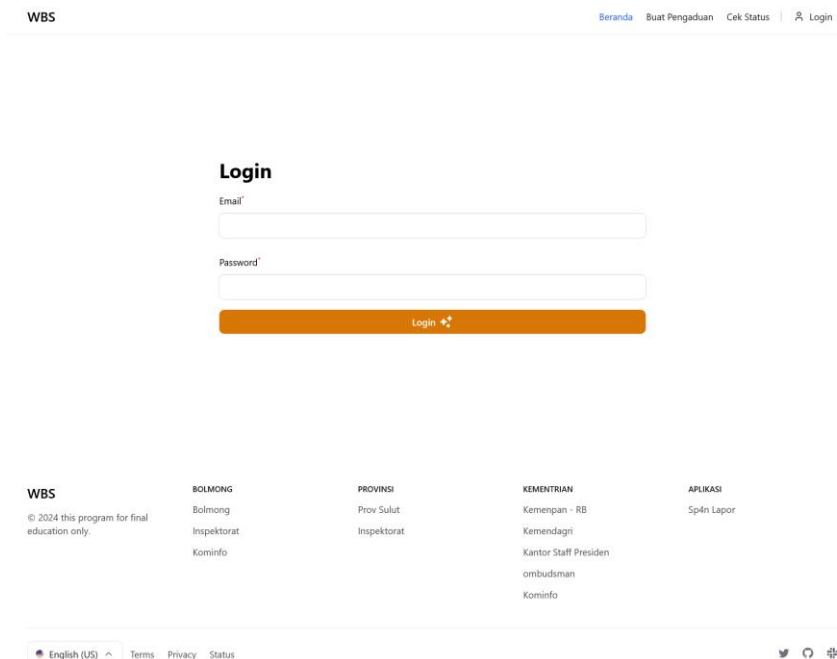 WBS
Beranda Buat Pengaduan Cek Status Login
Login
Email*
Password*
Login
WBS
© 2024 this program for final
education only.
BOLMONG
Bolmong
Inspektorat
Kominfo
PROVINSI
Prov Sulut
Inspektorat
KEMENTRIAN
Kemenpan - RB
Kemendagri
Kantor Staff Presiden
ombudsman
Kominfo
APLIKASI
Sp4n Lapor
English (US) Terms Privacy Status